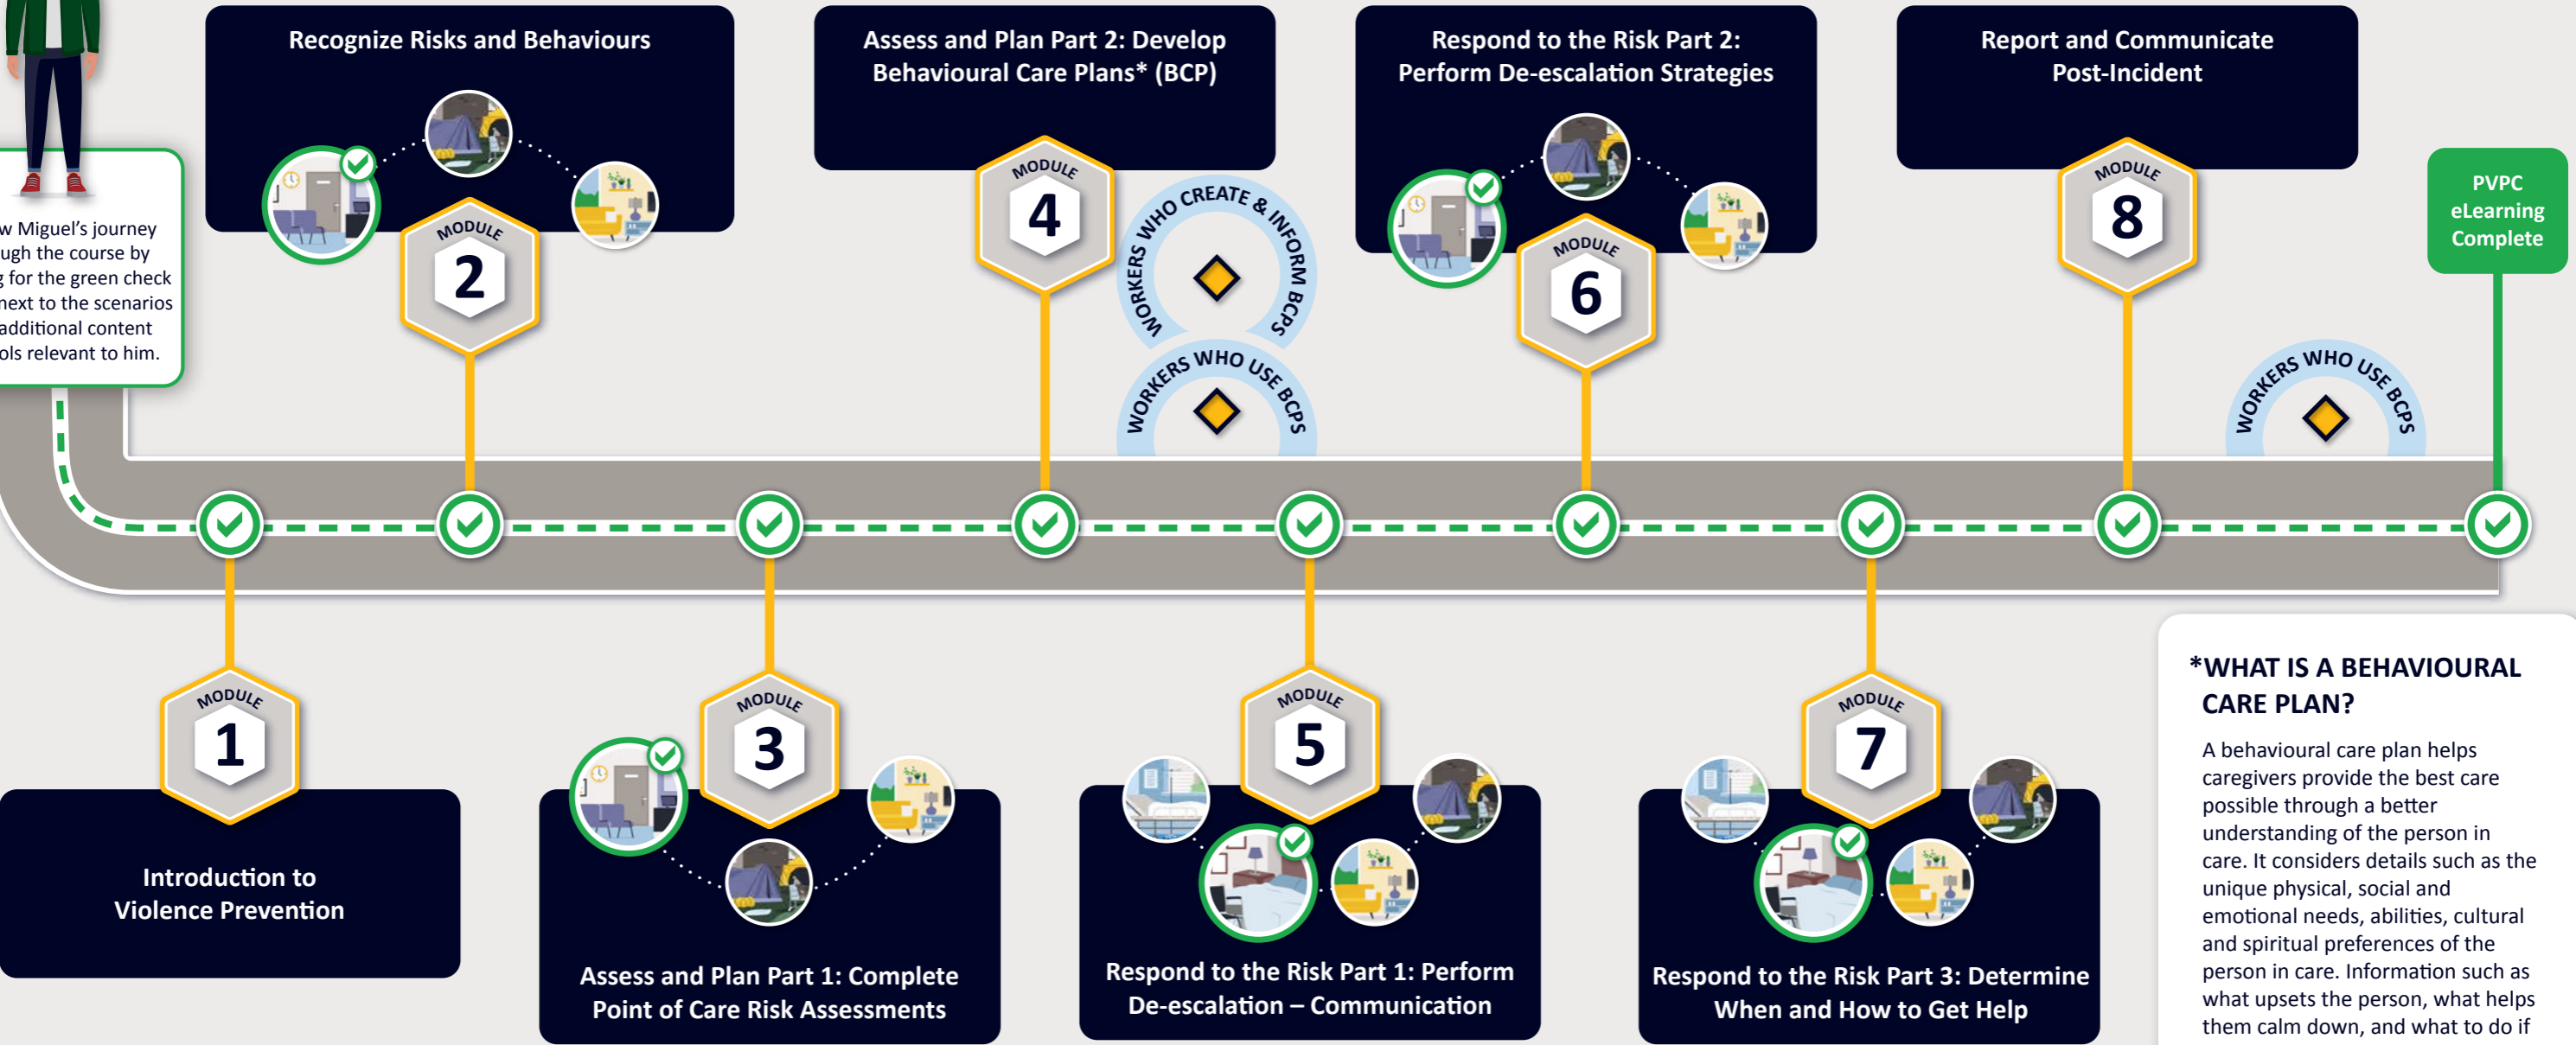 Recognize Risks and Behaviours
MODULE
2
Assess and Plan Part 2: Develop
Behavioural Care Plans* (BCP)
MODULE
4
WORKERS WHO CREATE & INFORM BCPS
WORKERS WHO USE BCPS
Respond to the Risk Part 2:
Perform De-escalation Strategies
MODULE
6
Report and Communicate
Post-Incident
MODULE
8
WORKERS WHO USE BCPS
PVPC
eLearning
Complete
Miguel's journey
the course by
for the green check
next to the scenarios
additional content
relevant to him.
MODULE
1
Introduction to
Violence Prevention
MODULE
3
Assess and Plan Part 1: Complete
Point of Care Risk Assessments
MODULE
5
Respond to the Risk Part 1: Perform
De-escalation – Communication
MODULE
7
Respond to the Risk Part 3: Determine
When and How to Get Help
*WHAT IS A BEHAVIOURAL
CARE PLAN?
A behavioural care plan helps
caregivers provide the best care
possible through a better
understanding of the person in
care. It considers details such as the
unique physical, social and
emotional needs, abilities, cultural
and spiritual preferences of the
person in care. Information such as
what upsets the person, what helps
them calm down, and what to do if